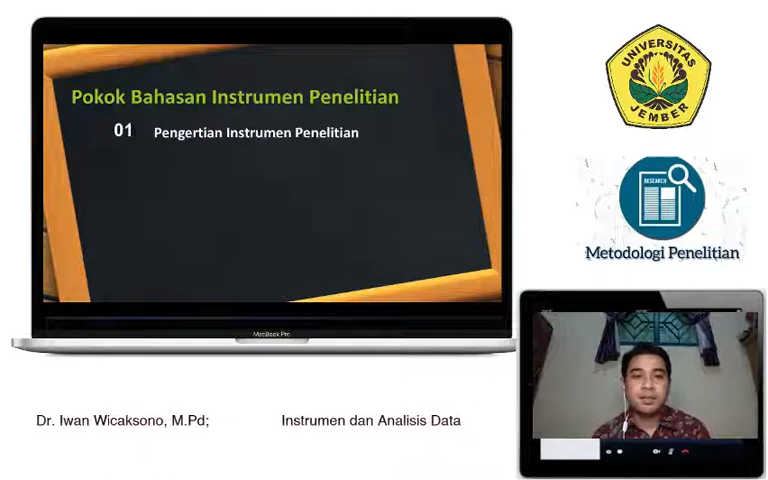 Pokok Bahasan Instrumen Penelitian
01 Pengertian Instrumen Penelitian
MacBook Pro
UNIVERSITAS
JEMBER
RESEARCH
Metodologi Penelitian
Dr. Iwan Wicaksono, M.Pd; Instrumen dan Analisis Data